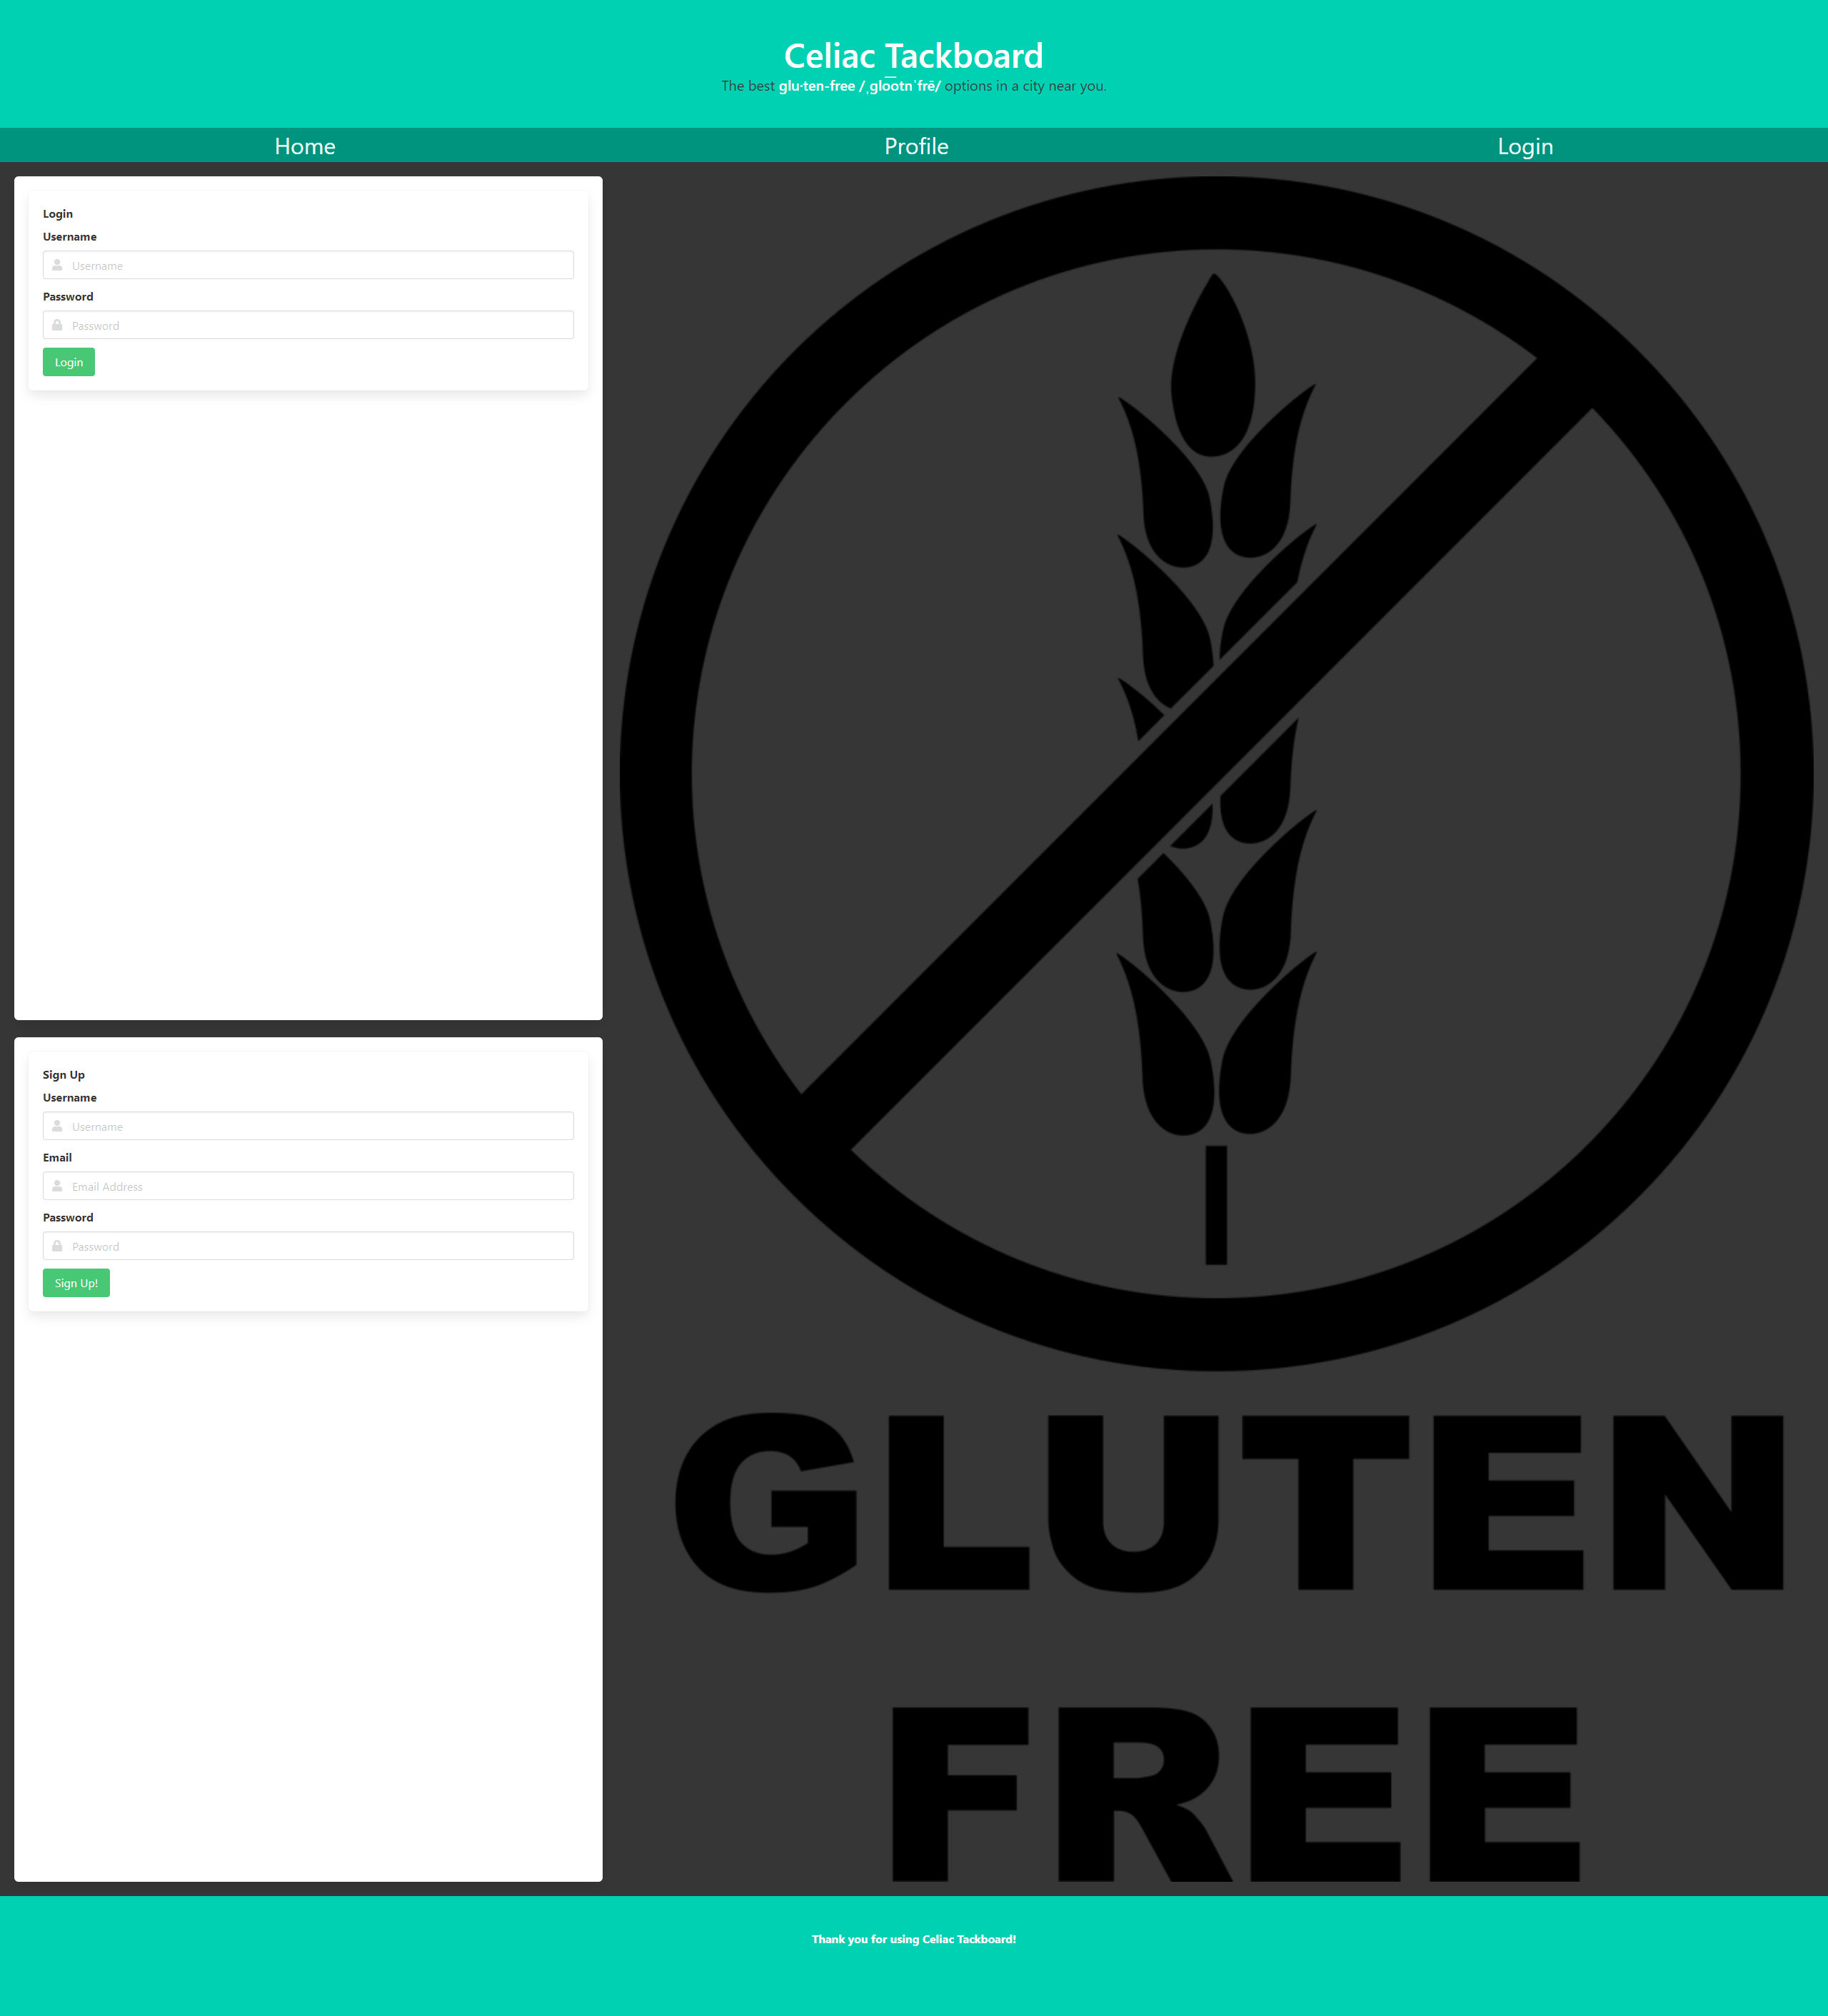 Celiac Tackboard
The best glu·ten-free /ˌglo͞otnˈfrē/ options in a city near you.
Home Profile Login
Login
Username
Username
Password
Password
Login
Sign Up
Username
Username
Email
Email Address
Password
Password
Sign Up!
GLUTEN
FREE
Thank you for using Celiac Tackboard!